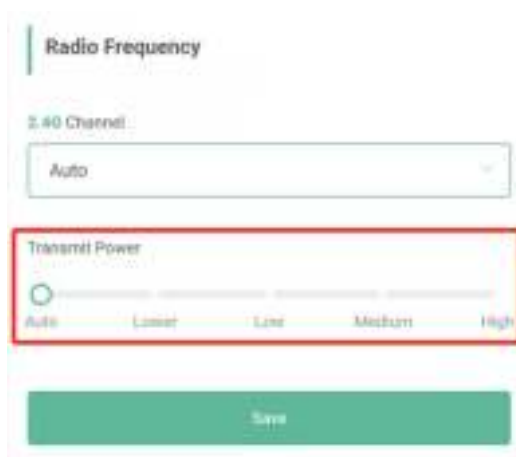 Radio Frequency
2.4G Channel
Auto
Transmit Power
Auto Lower Low Medium High
Save